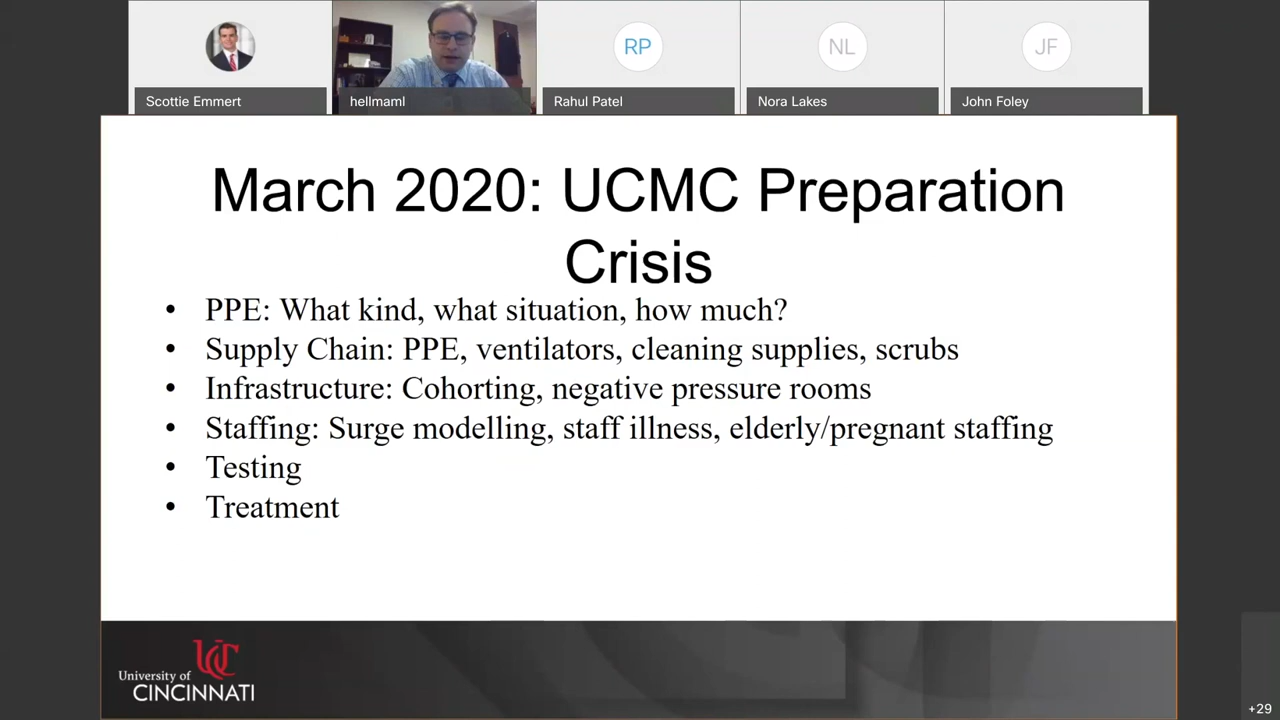 RP
NL
JF
Scottie Emmert
hellmaml
Rahul Patel
Nora Lakes
John Foley
March 2020: UCMC Preparation
Crisis
• PPE: What kind, what situation, how much?
• Supply Chain: PPE, ventilators, cleaning supplies, scrubs
• Infrastructure: Cohorting, negative pressure rooms
• Staffing: Surge modelling, staff illness, elderly/pregnant staffing
• Testing
• Treatment
UC
University of
CINCINNATI
+29